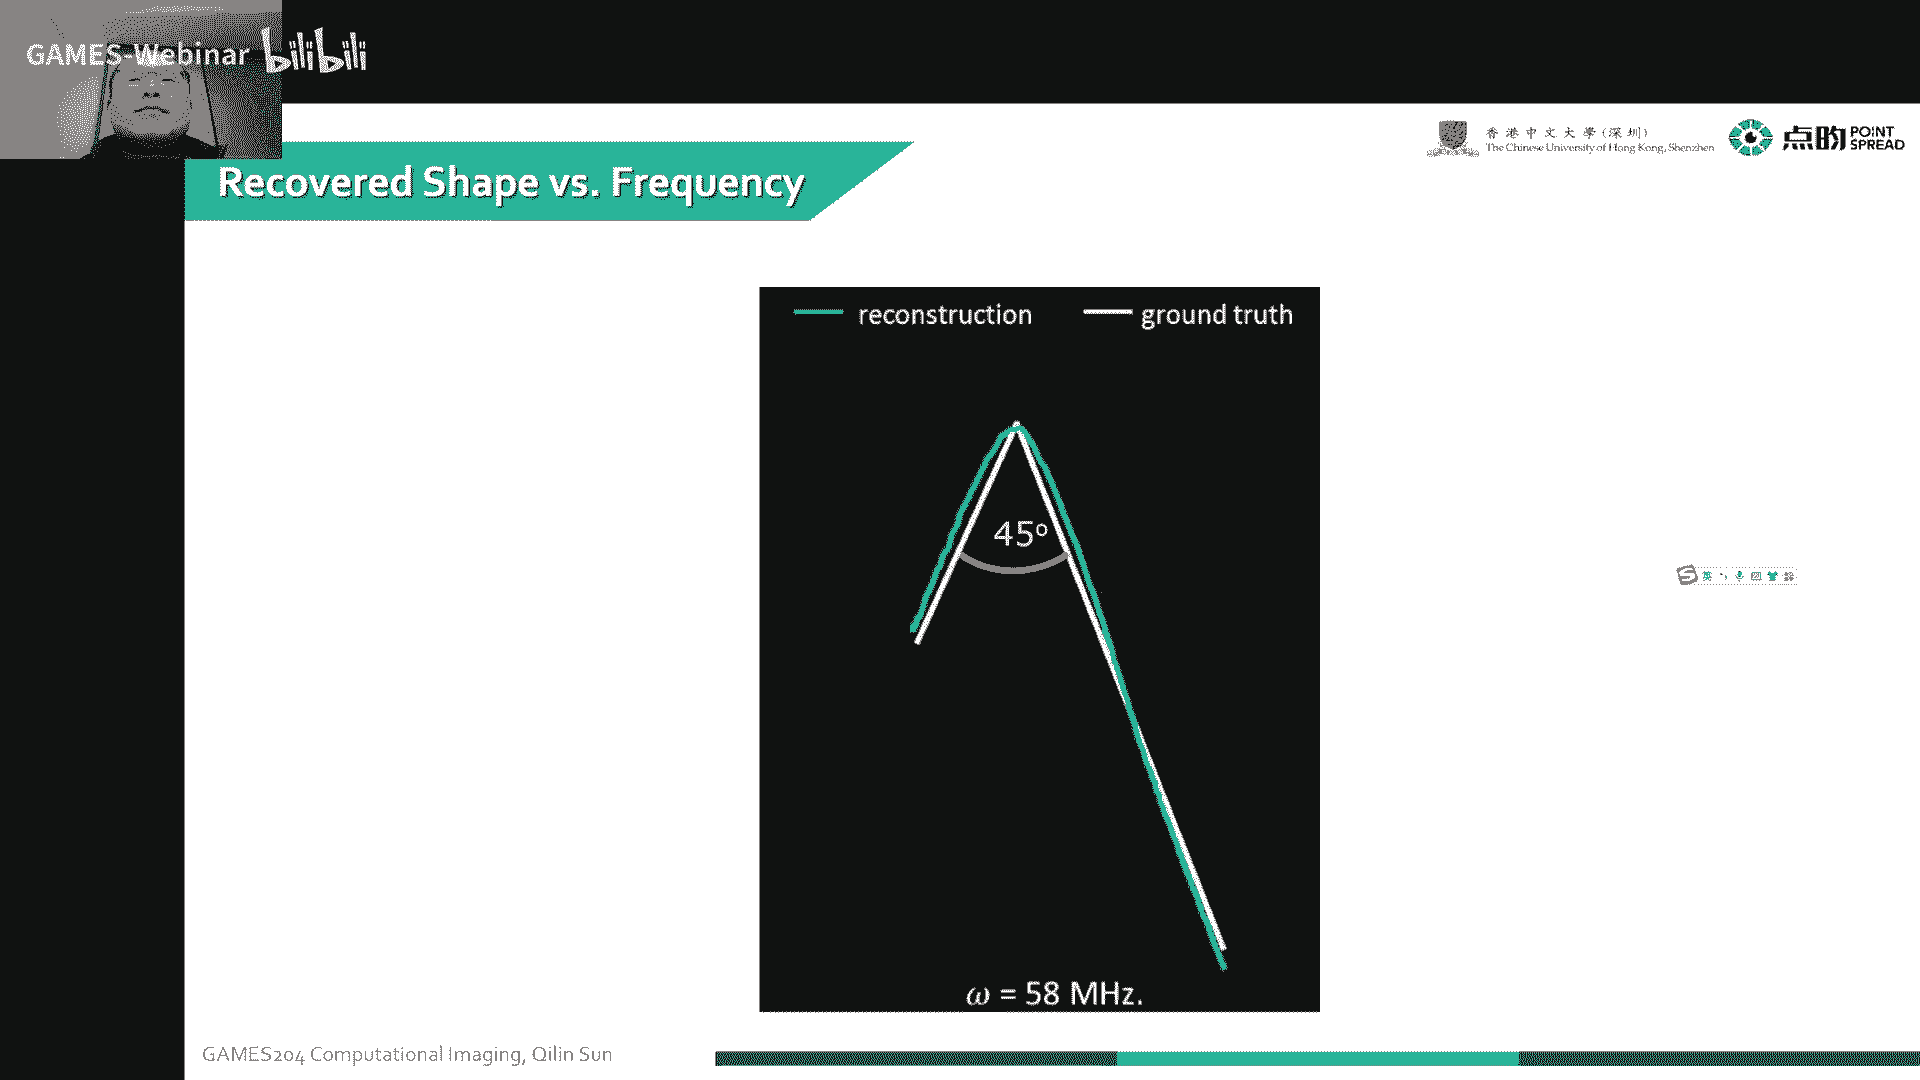 GAMES-Webinar bilibili
香港中文大學(深圳)
The Chinese University of Hong Kong, Shenzhen
点昀 POINT SPREAD
Recovered Shape vs. Frequency
reconstruction ground truth
45°
英
ω = 58 MHz.
GAMES204 Computational Imaging, Qilin Sun